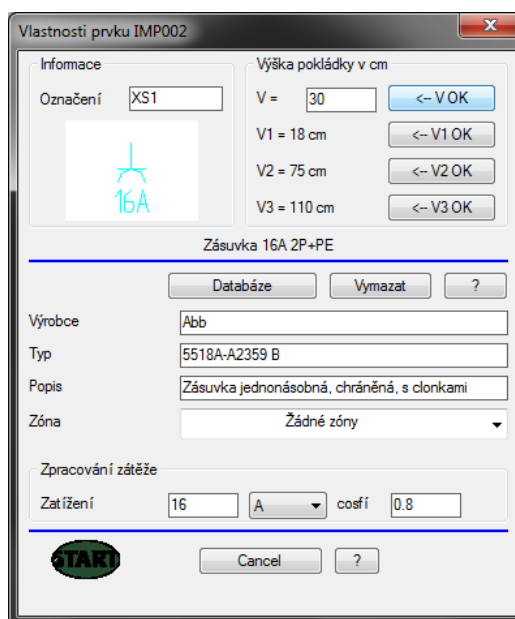 Vlastnosti prvku IMP002
Informace
Označení XS1
16A
Výška pokládky v cm
V = 30 <-- V OK
V1 = 18 cm <-- V1 OK
V2 = 75 cm <-- V2 OK
V3 = 110 cm <-- V3 OK
Zásuvka 16A 2P+PE
Databáze Vymazat ?
Výrobce Abb
Typ 5518A-A2359 B
Popis Zásuvka jednonásobná, chráněná, s clonkami
Zóna Žádné zóny
Zpracování zátěže
Zatížení 16 A cosfí 0.8
START Cancel ?